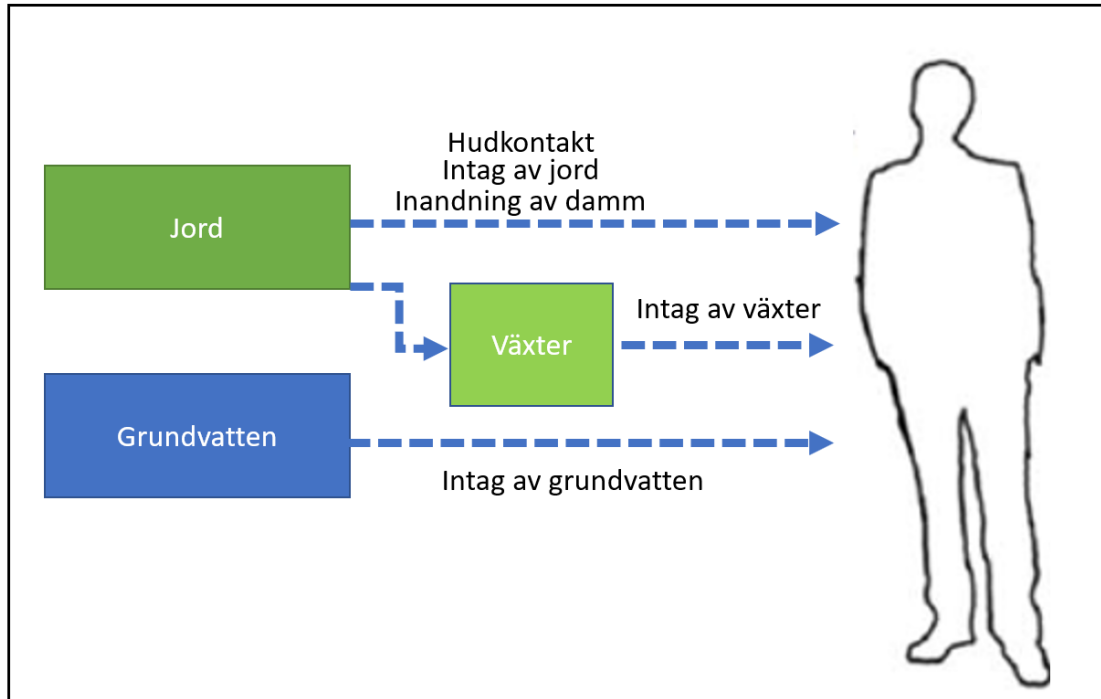 Hudkontakt
Intag av jord
Inandning av damm
Jord
Intag av växter
Växter
Grundvatten
Intag av grundvatten